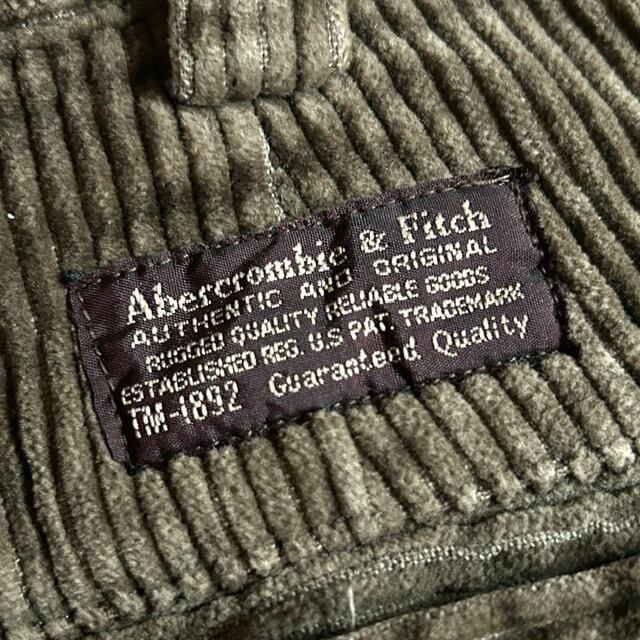 Abercrombie & Fitch
AUTHENTIC AND ORIGINAL
RUGGED QUALITY RELIABLE GOODS
ESTABLISHED REG. U.S PAT TRADEMARK
TM-1892 Guaranteed Quality